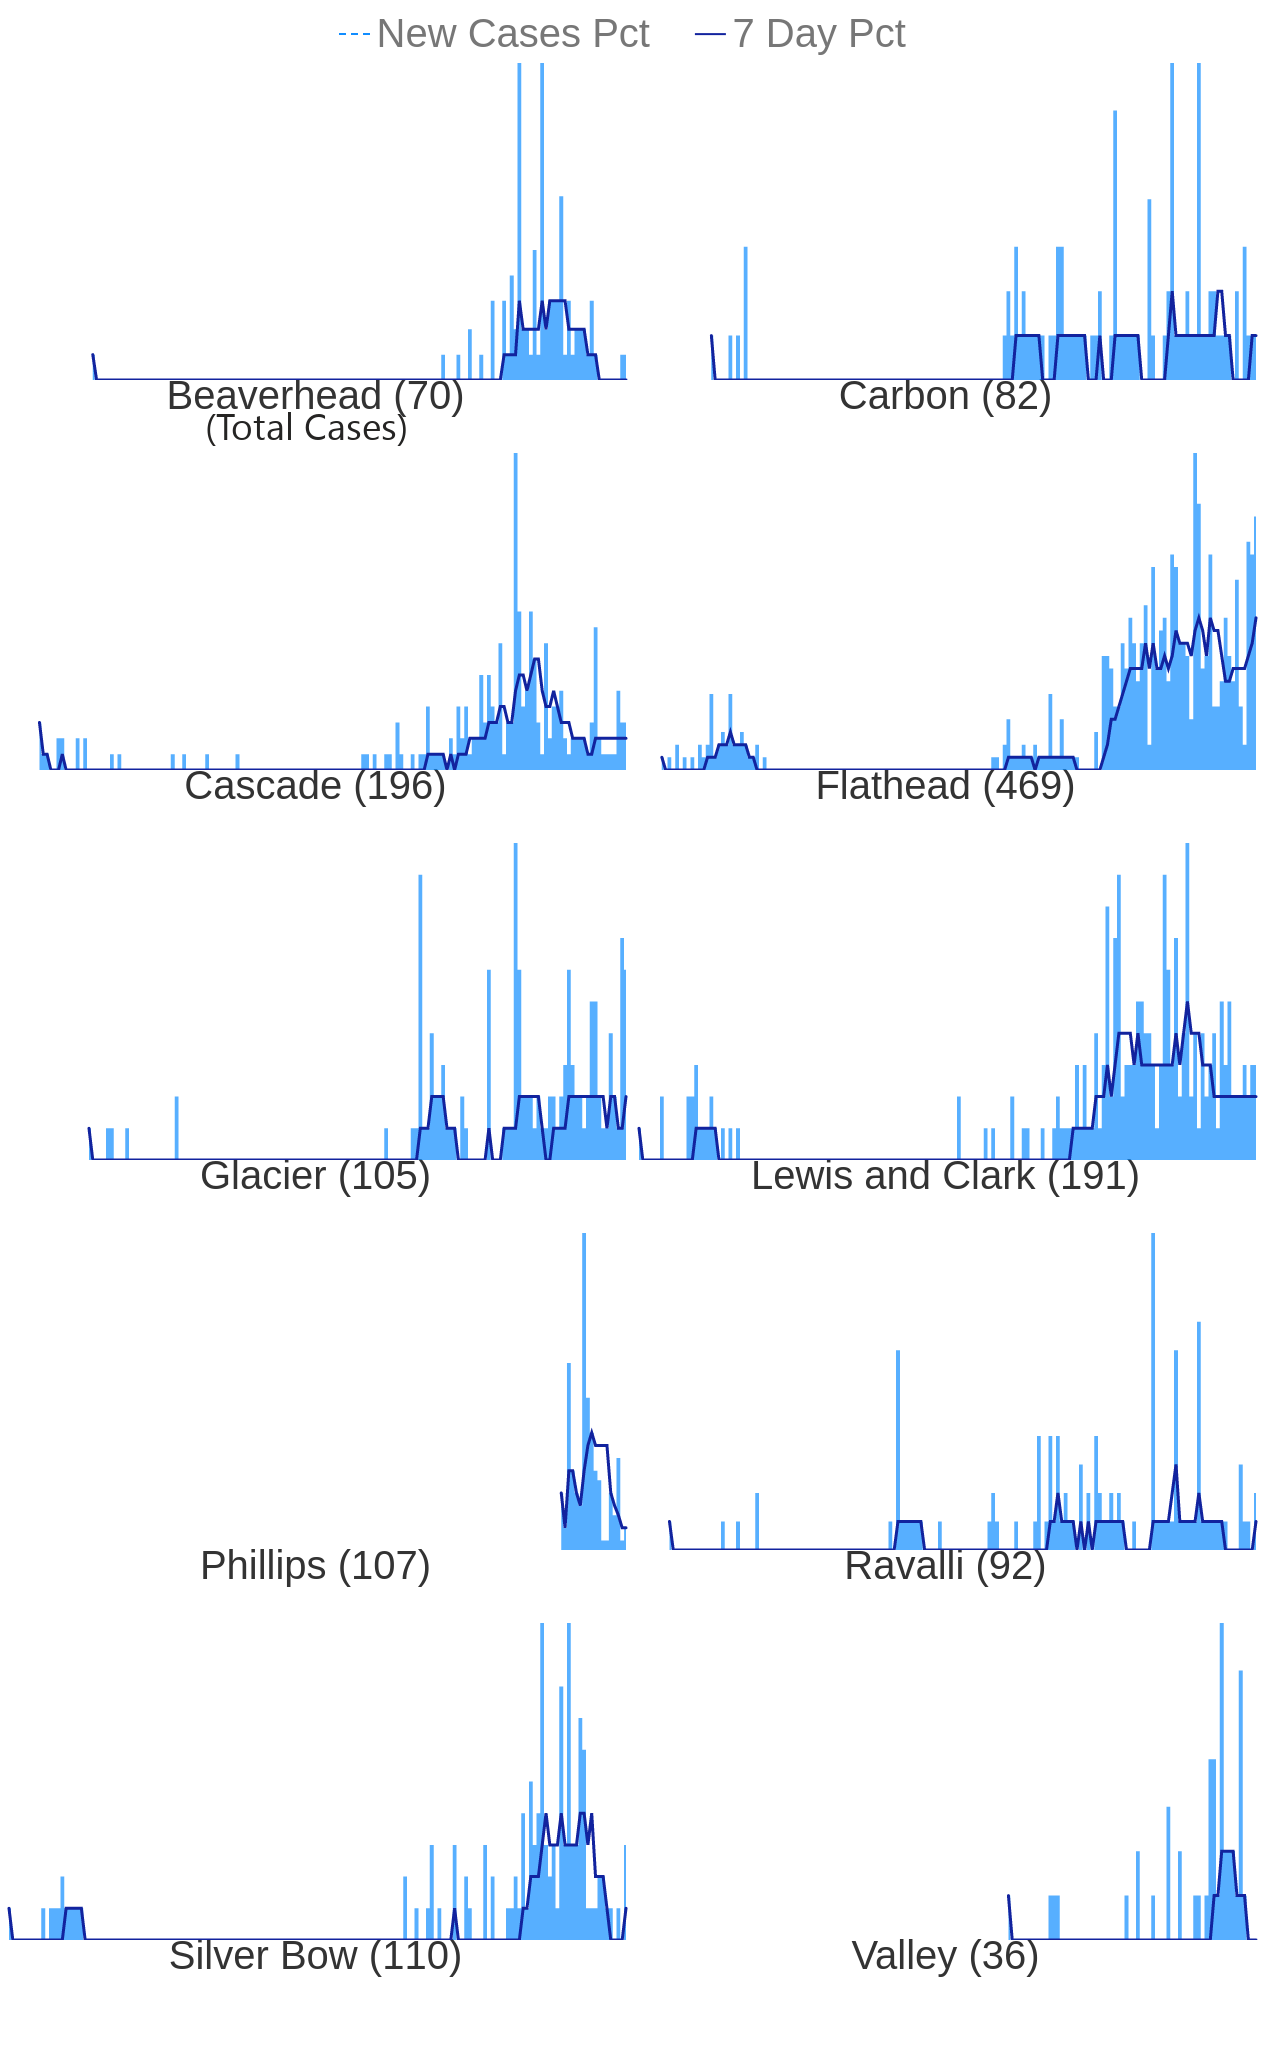 New Cases Pct 7 Day Pct
Beaverhead (70)
(Total Cases)
Carbon (82)
Cascade (196)
Flathead (469)
Glacier (105)
Lewis and Clark (191)
Phillips (107)
Ravalli (92)
Silver Bow (110)
Valley (36)